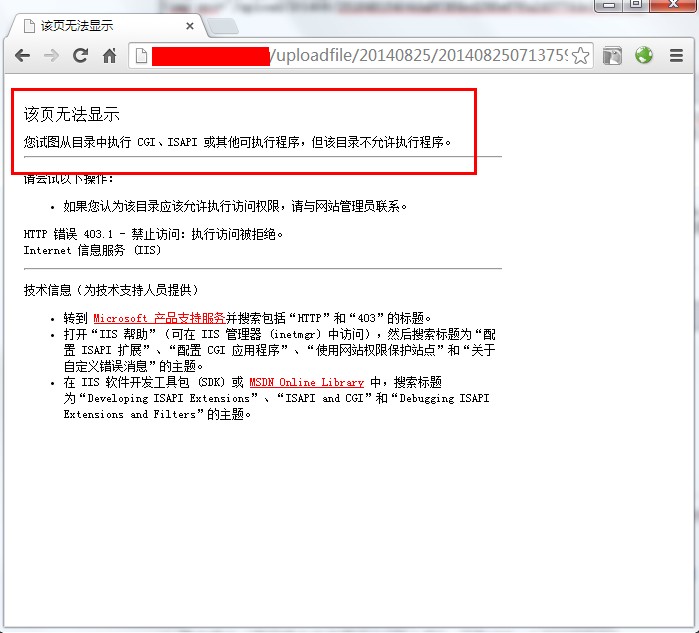 该页无法显示
/uploadfile/20140825/20140825071375
该页无法显示
您试图从目录中执行 CGI、ISAPI 或其他可执行程序，但该目录不允许执行程序。
请尝试以下操作：
• 如果您认为该目录应该允许执行访问权限，请与网站管理员联系。
HTTP 错误 403.1 - 禁止访问：执行访问被拒绝。
Internet 信息服务 (IIS)
技术信息（为技术支持人员提供）
• 转到 Microsoft 产品支持服务并搜索包括“HTTP”和“403”的标题。
• 打开“IIS 帮助”（可在 IIS 管理器 (inetmgr) 中访问），然后搜索标题为“配
置 ISAPI 扩展”、“配置 CGI 应用程序”、“使用网站权限保护站点”和“关于
自定义错误消息”的主题。
• 在 IIS 软件开发工具包 (SDK) 或 MSDN Online Library 中，搜索标题
为“Developing ISAPI Extensions”、“ISAPI and CGI”和“Debugging ISAPI
Extensions and Filters”的主题。